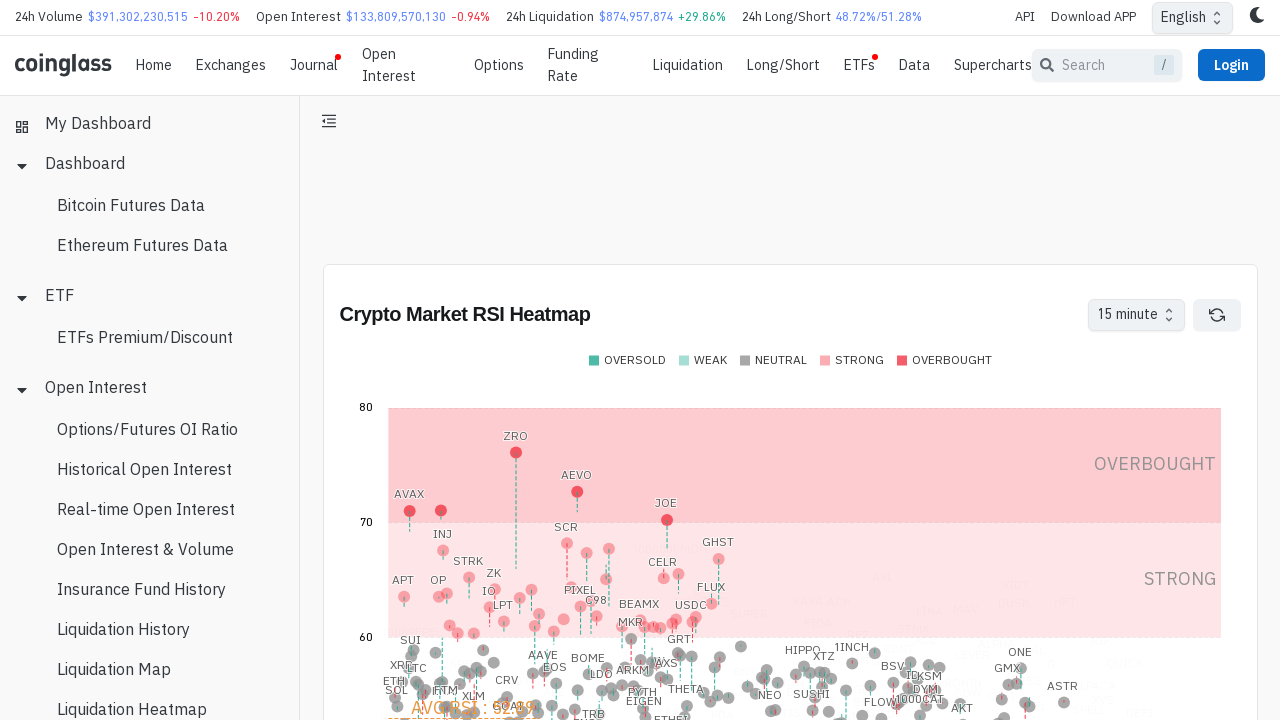 24h Volume $391,302,230,515 -10.20% Open Interest $133,809,570,130 -0.94% 24h Liquidation $874,957,874 +29.86% 24h Long/Short 48.72%/51.28% API Download APP English
coinglass Home Exchanges Journal Open Interest Options Funding Rate Liquidation Long/Short ETFs Data Supercharts Search / Login
My Dashboard
Dashboard
Bitcoin Futures Data
Ethereum Futures Data
ETF
ETFs Premium/Discount
Open Interest
Options/Futures OI Ratio
Historical Open Interest
Real-time Open Interest
Open Interest & Volume
Insurance Fund History
Liquidation History
Liquidation Map
Liquidation Heatmap
Crypto Market RSI Heatmap 15 minute
OVERSOLD WEAK NEUTRAL STRONG OVERBOUGHT
80
ZRO
OVERBOUGHT
AEVO
AVAX
JOE
70
SCR
INJ
GHST
STRK CELR
ZK
APT OP STRONG
IO PIXEL FLUX
C98
LPT BEAMX USDC
MKR
60
SUI GRT
1INCH
HIPPO
ONE
AAVE BOME XTZ
XRP LTC EOS ARKM AXS BSV GMX
ETH CRV LDO KSM
SOL FTM PYTH THETA DYM ASTR
XLM EIGEN NEO SUSHI 1000CAT
GOAT FLOW
AVG RSI : 52.99 TRB ETHFI AKT